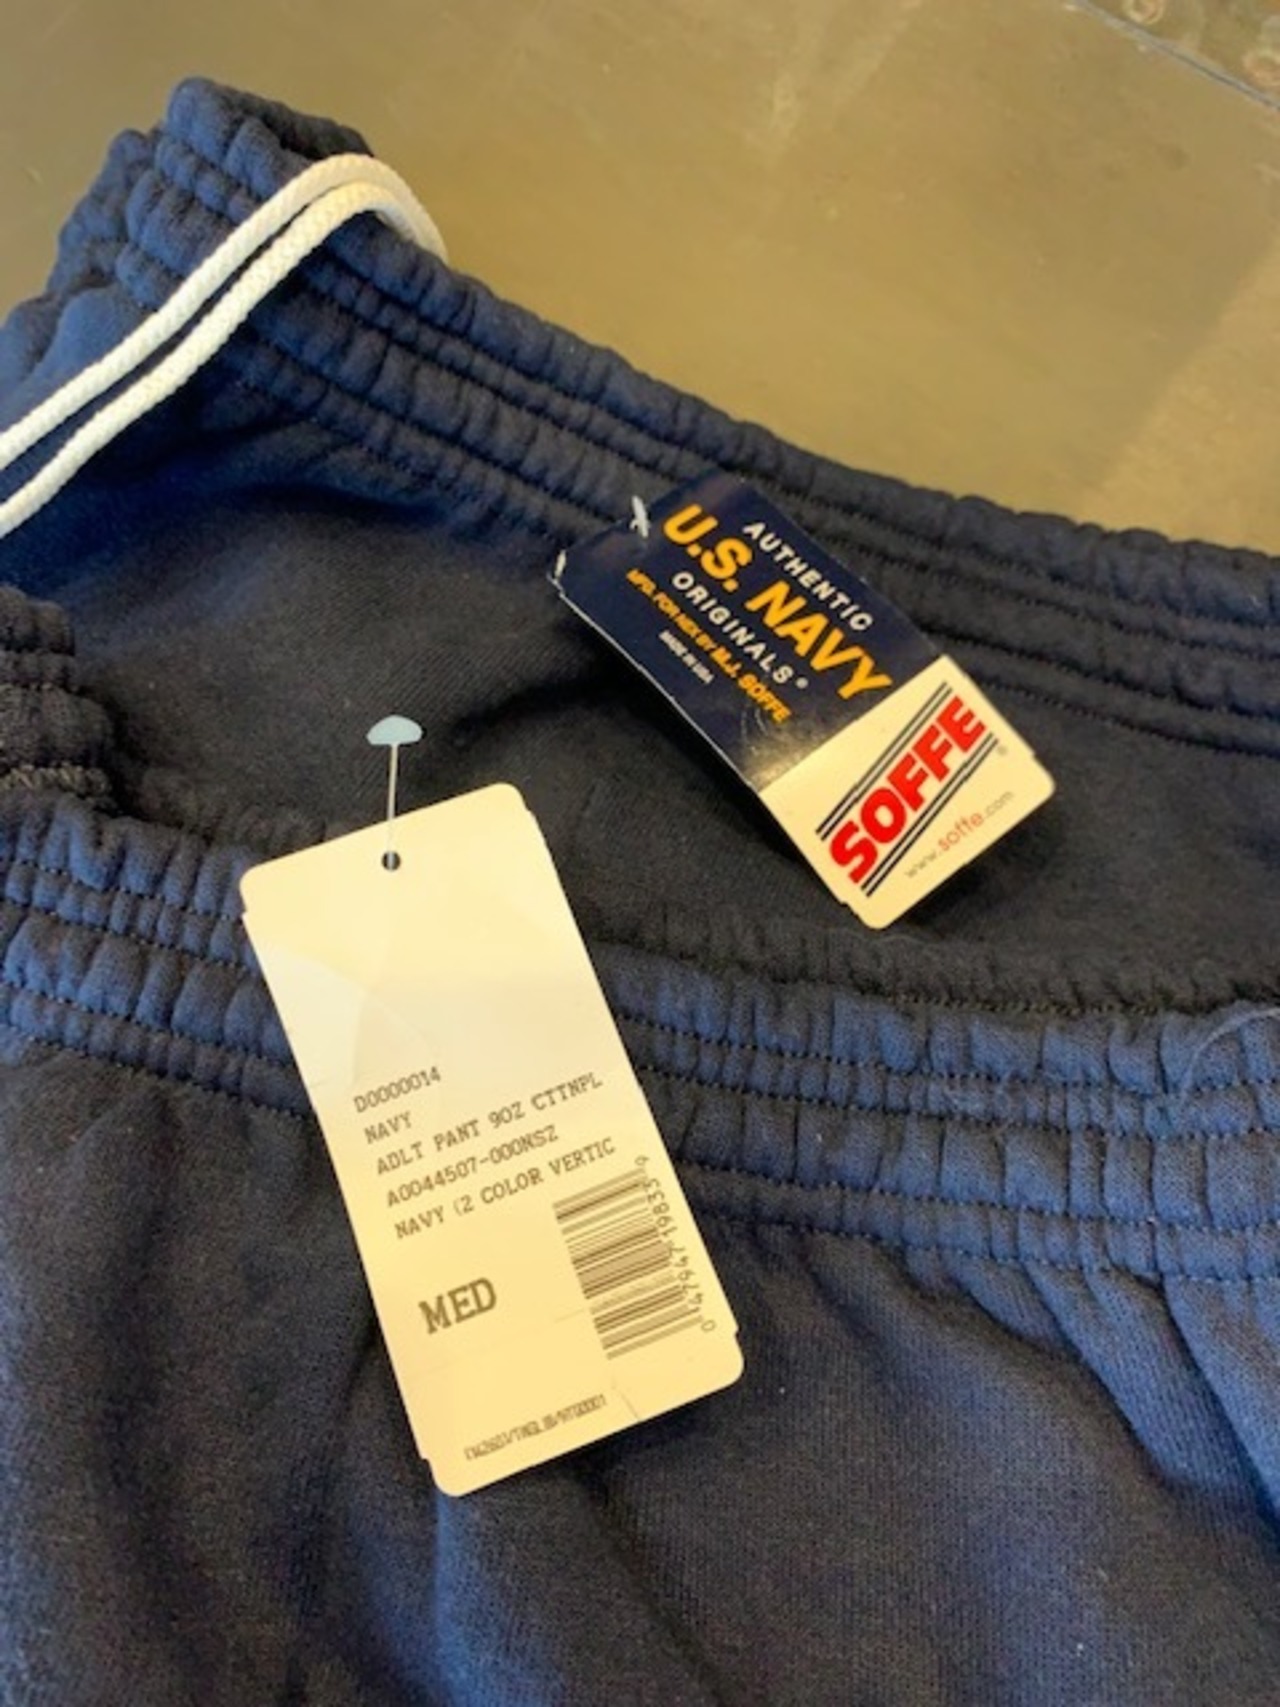 AUTHENTIC
U.S. NAVY
ORIGINALS®
MFG. FOR NEX BY M.J. SOFFE
MADE IN USA
SOFFE®
www.soffe.com
D0000014
NAVY
ADLT PANT 9OZ CTTNPL
A0044507-000NSZ
NAVY (2 COLOR VERTIC
MED